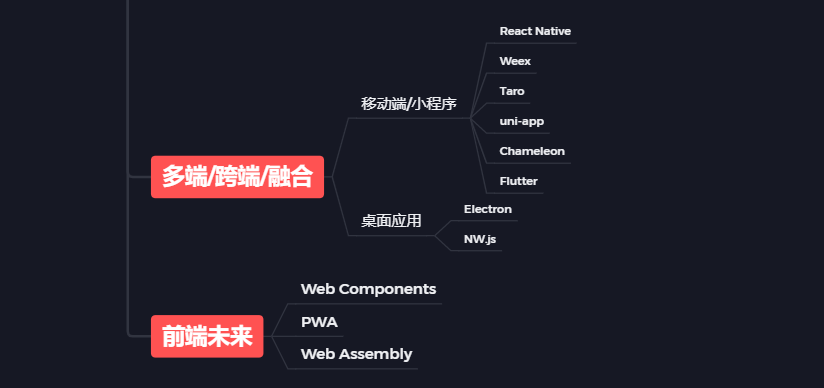 React Native
Weex
移动端/小程序
Taro
uni-app
Chameleon
多端/跨端/融合
Flutter
桌面应用
Electron
NW.js
Web Components
PWA
前端未来
Web Assembly